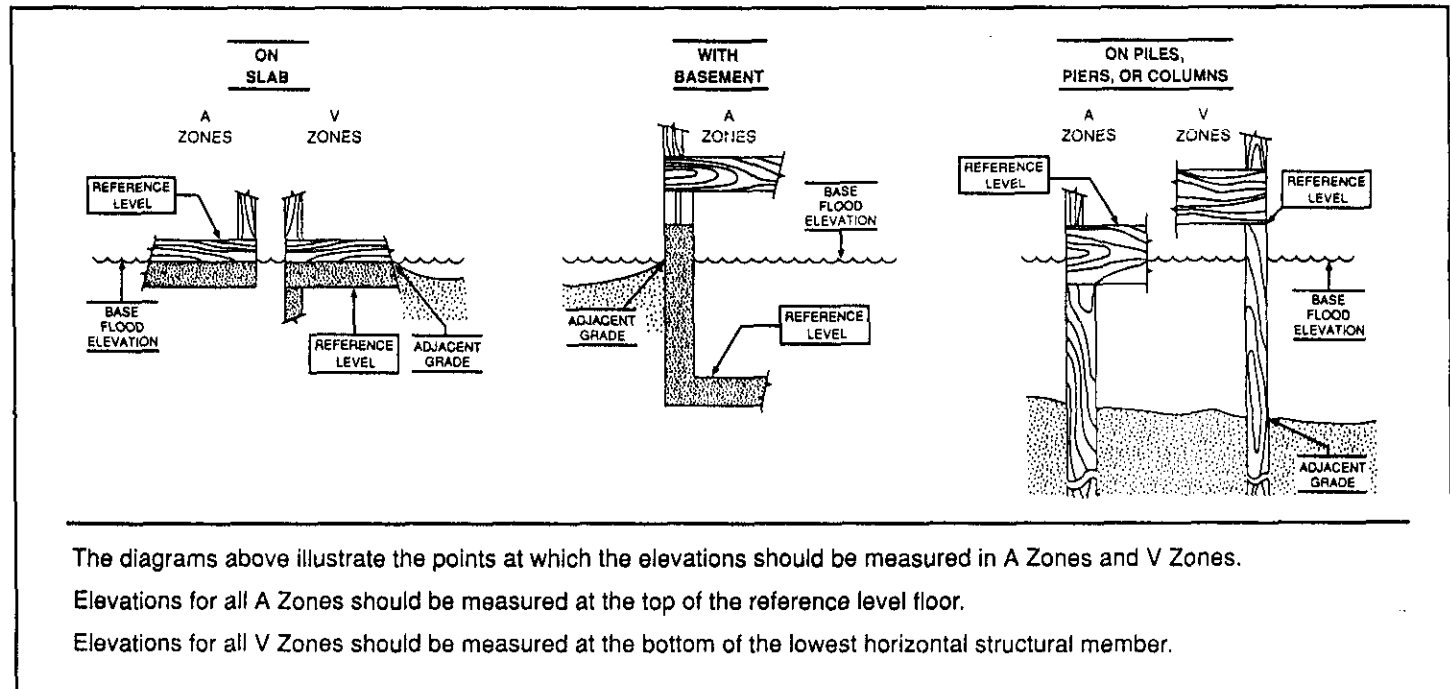 ON
SLAB
A
ZONES
V
ZONES
REFERENCE
LEVEL
BASE
FLOOD
ELEVATION
REFERENCE
LEVEL
ADJACENT
GRADE
WITH
BASEMENT
A
ZONES
BASE
FLOOD
ELEVATION
ADJACENT
GRADE
REFERENCE
LEVEL
ON PILES,
PIERS, OR COLUMNS
A
ZONES
V
ZONES
REFERENCE
LEVEL
REFERENCE
LEVEL
BASE
FLOOD
ELEVATION
ADJACENT
GRADE
The diagrams above illustrate the points at which the elevations should be measured in A Zones and V Zones.
Elevations for all A Zones should be measured at the top of the reference level floor.
Elevations for all V Zones should be measured at the bottom of the lowest horizontal structural member.